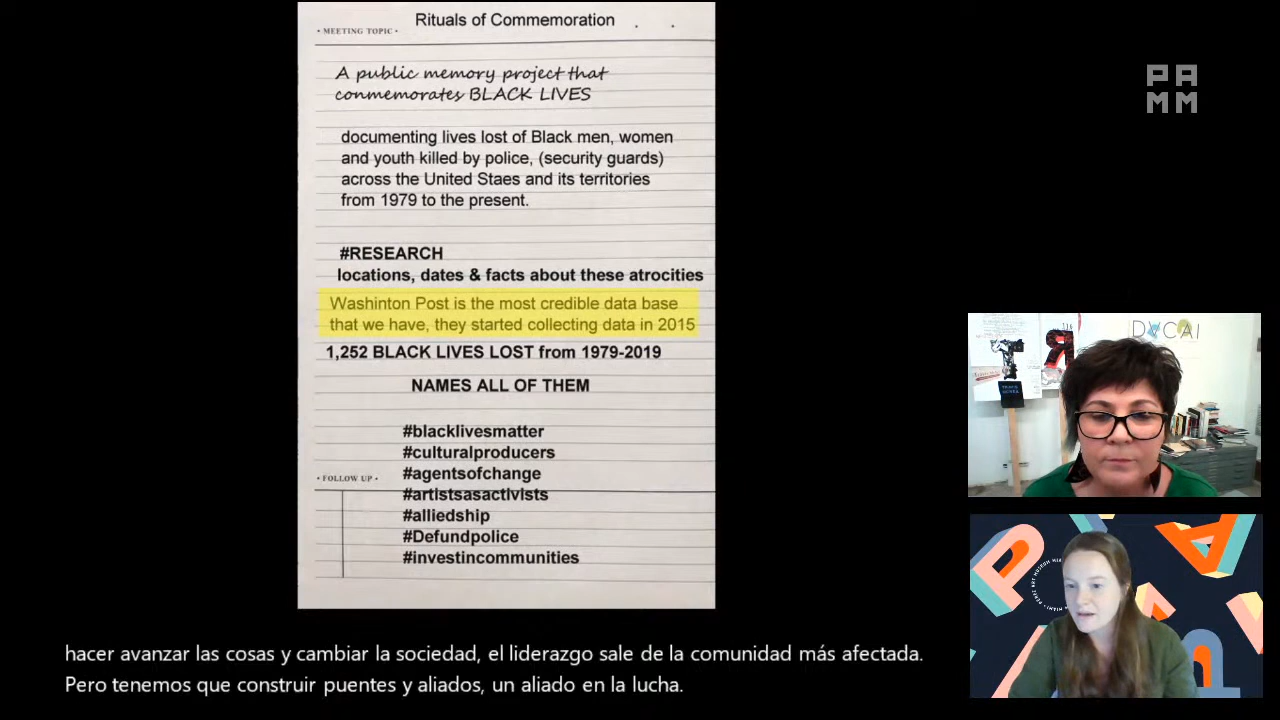 Rituals of Commemoration
• MEETING TOPIC •
A public memory project that
conmemorates BLACK LIVES
documenting lives lost of Black men, women
and youth killed by police, (security guards)
across the United Staes and its territories
from 1979 to the present.
#RESEARCH
locations, dates & facts about these atrocities
Washinton Post is the most credible data base
that we have, they started collecting data in 2015
1,252 BLACK LIVES LOST from 1979-2019
NAMES ALL OF THEM
#blacklivesmatter
#culturalproducers
#agentsofchange
• FOLLOW UP •
#artistsasactivists
#alliedship
#Defundpolice
#investincommunities
PA
MM
DVCAI
hacer avanzar las cosas y cambiar la sociedad, el liderazgo sale de la comunidad más afectada.
Pero tenemos que construir puentes y aliados, un aliado en la lucha.